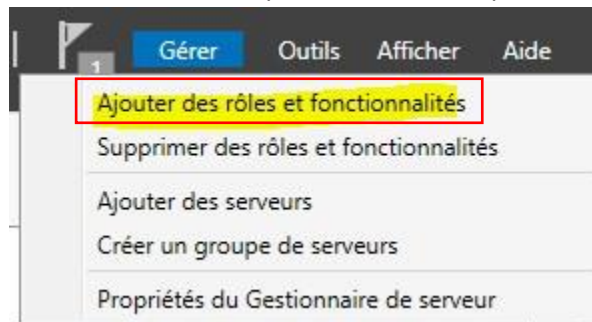 1 Gérer Outils Afficher Aide
Ajouter des rôles et fonctionnalités
Supprimer des rôles et fonctionnalités
Ajouter des serveurs
Créer un groupe de serveurs
Propriétés du Gestionnaire de serveur